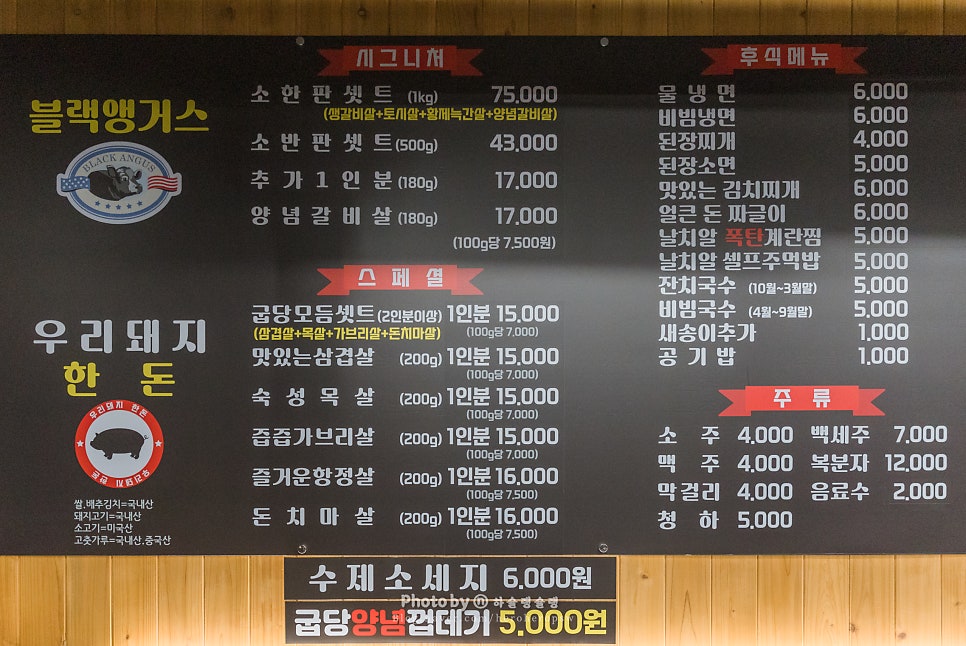 블랙앵거스
BLACK ANGUS
우리돼지
한돈
우리돼지 한돈
우리돼지 한돈
쌀,배추김치=국내산
돼지고기=국내산
소고기=미국산
고춧가루=국내산,중국산
시그니처
소한판셋트 (1kg) 75,000
(생갈비살+토시살+황제늑간살+양념갈비살)
소반판셋트 (500g) 43,000
추가1인분 (180g) 17,000
양념갈비살 (180g) 17,000
(100g당 7,500원)
스페셜
굽당모듬셋트 (2인분이상) 1인분 15,000
(삼겹살+목살+가브리살+돈치마살) (100g당 7,000)
맛있는삼겹살 (200g) 1인분 15,000
(100g당 7,000)
숙성목살 (200g) 1인분 15,000
(100g당 7,000)
즙즙가브리살 (200g) 1인분 15,000
(100g당 7,000)
즐거운항정살 (200g) 1인분 16,000
(100g당 7,500)
돈치마살 (200g) 1인분 16,000
(100g당 7,500)
후식메뉴
물냉면 6,000
비빔냉면 6,000
된장찌개 4,000
된장소면 5,000
맛있는 김치찌개 6,000
얼큰 돈 짜글이 6,000
날치알 폭탄계란찜 5,000
날치알 셀프주먹밥 5,000
잔치국수 (10월~3월말) 5,000
비빔국수 (4월~9월말) 5,000
새송이추가 1,000
공기밥 1,000
주류
소주 4,000 백세주 7,000
맥주 4,000 복분자 12,000
막걸리 4,000 음료수 2,000
청하 5,000
수제소세지 6,000원
Photo by ⓝ 하슬랭슬랭
굽당양념껍데기 5,000원